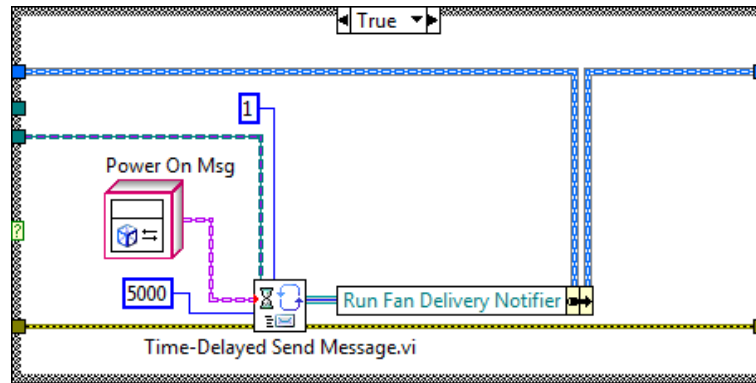 True
1
Power On Msg
?
5000
Run Fan Delivery Notifier
Time-Delayed Send Message.vi